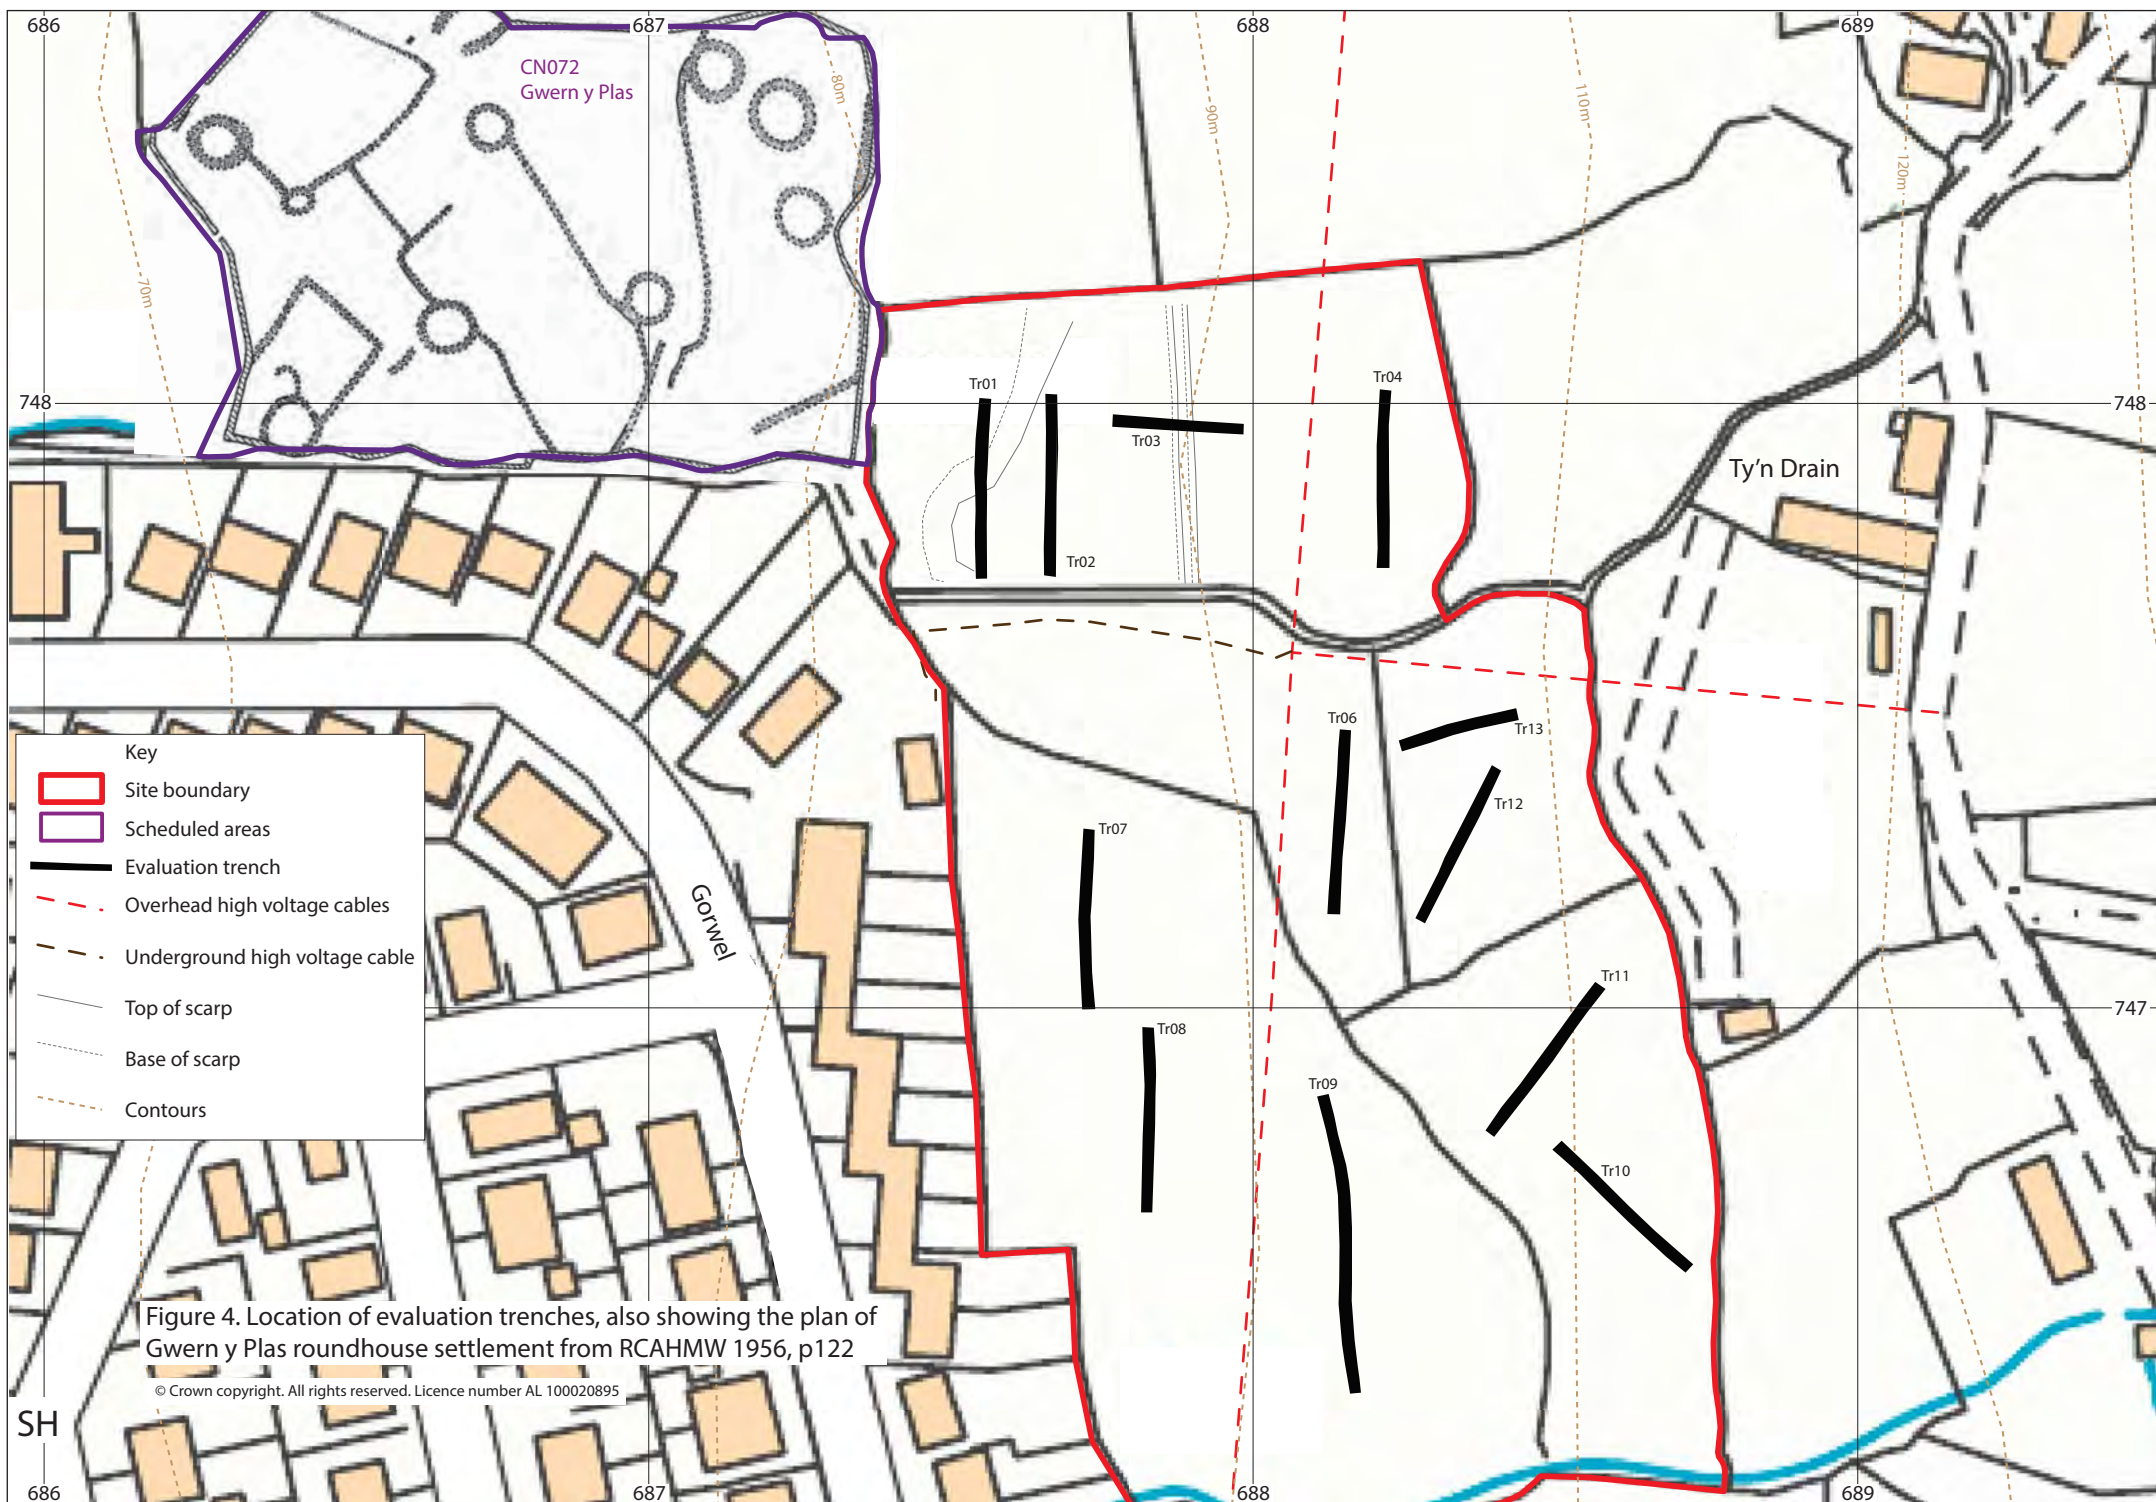 686
687
688
689
CN072
Gwern y Plas
80m
90m
110m
120m
70m
748
748
Tr01
Tr04
Tr03
Tr02
Ty'n Drain
Tr06
Tr13
Tr12
Tr07
Key
Site boundary
Scheduled areas
Evaluation trench
Overhead high voltage cables
Underground high voltage cable
Top of scarp
Base of scarp
Contours
Gorwel
Tr11
747
Tr08
Tr09
Tr10
Figure 4. Location of evaluation trenches, also showing the plan of
Gwern y Plas roundhouse settlement from RCAHMW 1956, p122
© Crown copyright. All rights reserved. Licence number AL 100020895
SH
686
687
688
689